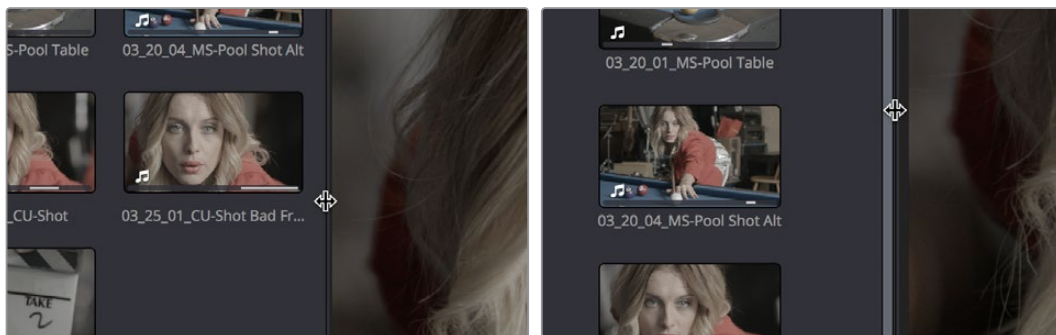 S-Pool Table
03_20_04_MS-Pool Shot Alt
_CU-Shot
03_25_01_CU-Shot Bad Fr...
TAKE
2
03_20_01_MS-Pool Table
03_20_04_MS-Pool Shot Alt